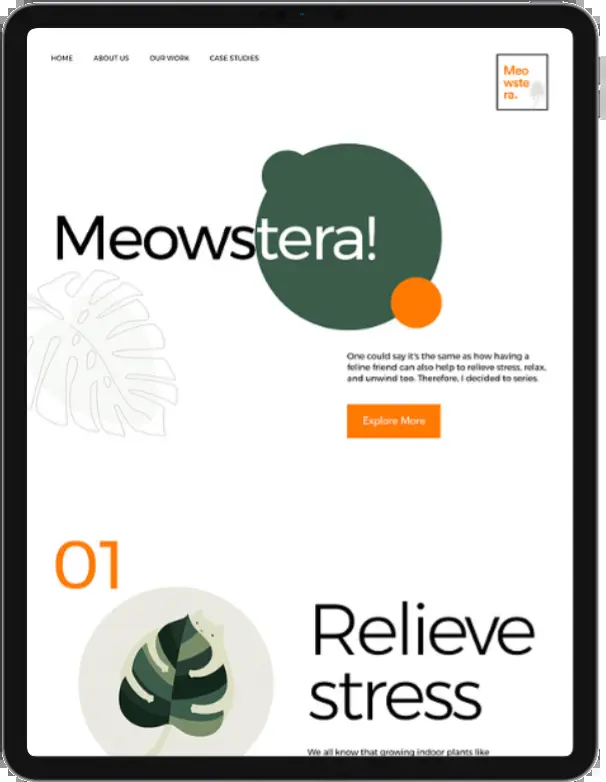 HOME ABOUT US OUR WORK CASE STUDIES
Meo
wste
ra.
Meowstera!
One could say it's the same as how having a
feline friend can also help to relieve stress, relax,
and unwind too. Therefore, I decided to series.
Explore More
01
Relieve
stress
We all know that growing indoor plants like